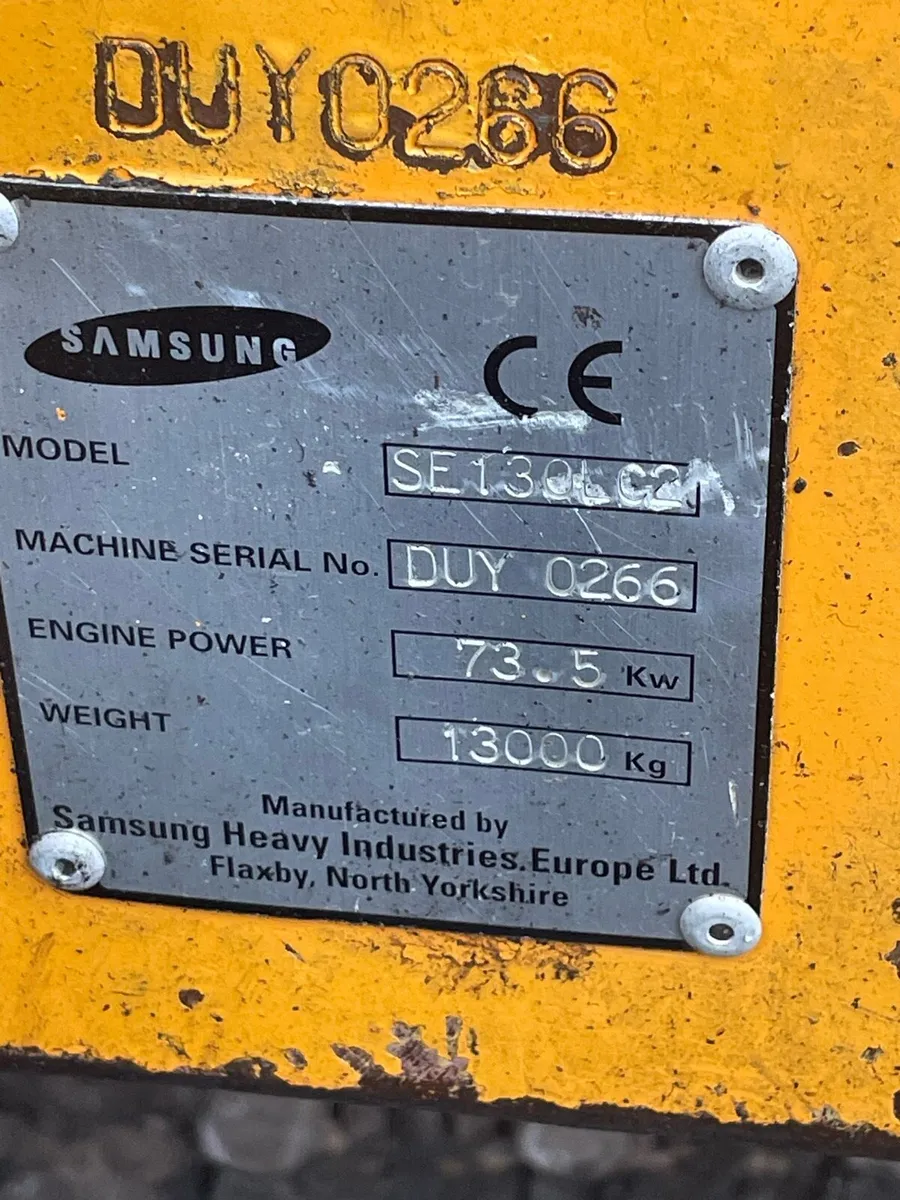 DUY0266
SAMSUNG
CE
MODEL SE130LC2
MACHINE SERIAL No. DUY 0266
ENGINE POWER 73.5 Kw
WEIGHT 13000 Kg
Manufactured by
Samsung Heavy Industries.Europe Ltd
Flaxby, North Yorkshire